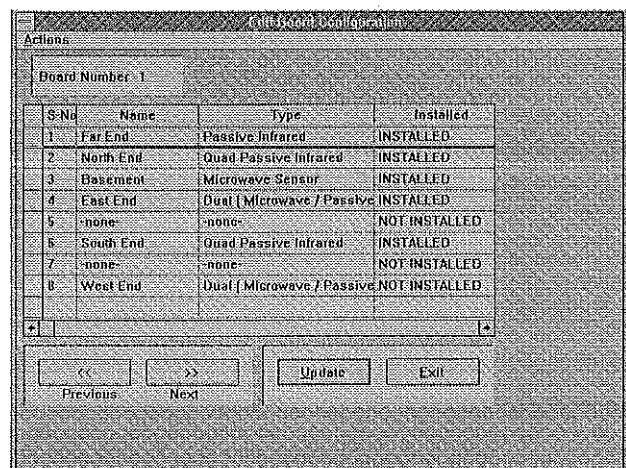 Edit Board Configuration
Actions
Board Number 1
S-No Name Type Installed
1 Far End Passive Infrared INSTALLED
2 North End Quad Passive Infrared INSTALLED
3 Basement Microwave Sensor INSTALLED
4 East End Dual ( Microwave / Passive INSTALLED
5 -none- -none- NOT INSTALLED
6 South End Quad Passive Infrared INSTALLED
7 -none- -none- NOT INSTALLED
8 West End Dual ( Microwave / Passive NOT INSTALLED
<< >> Update Exit
Previous Next